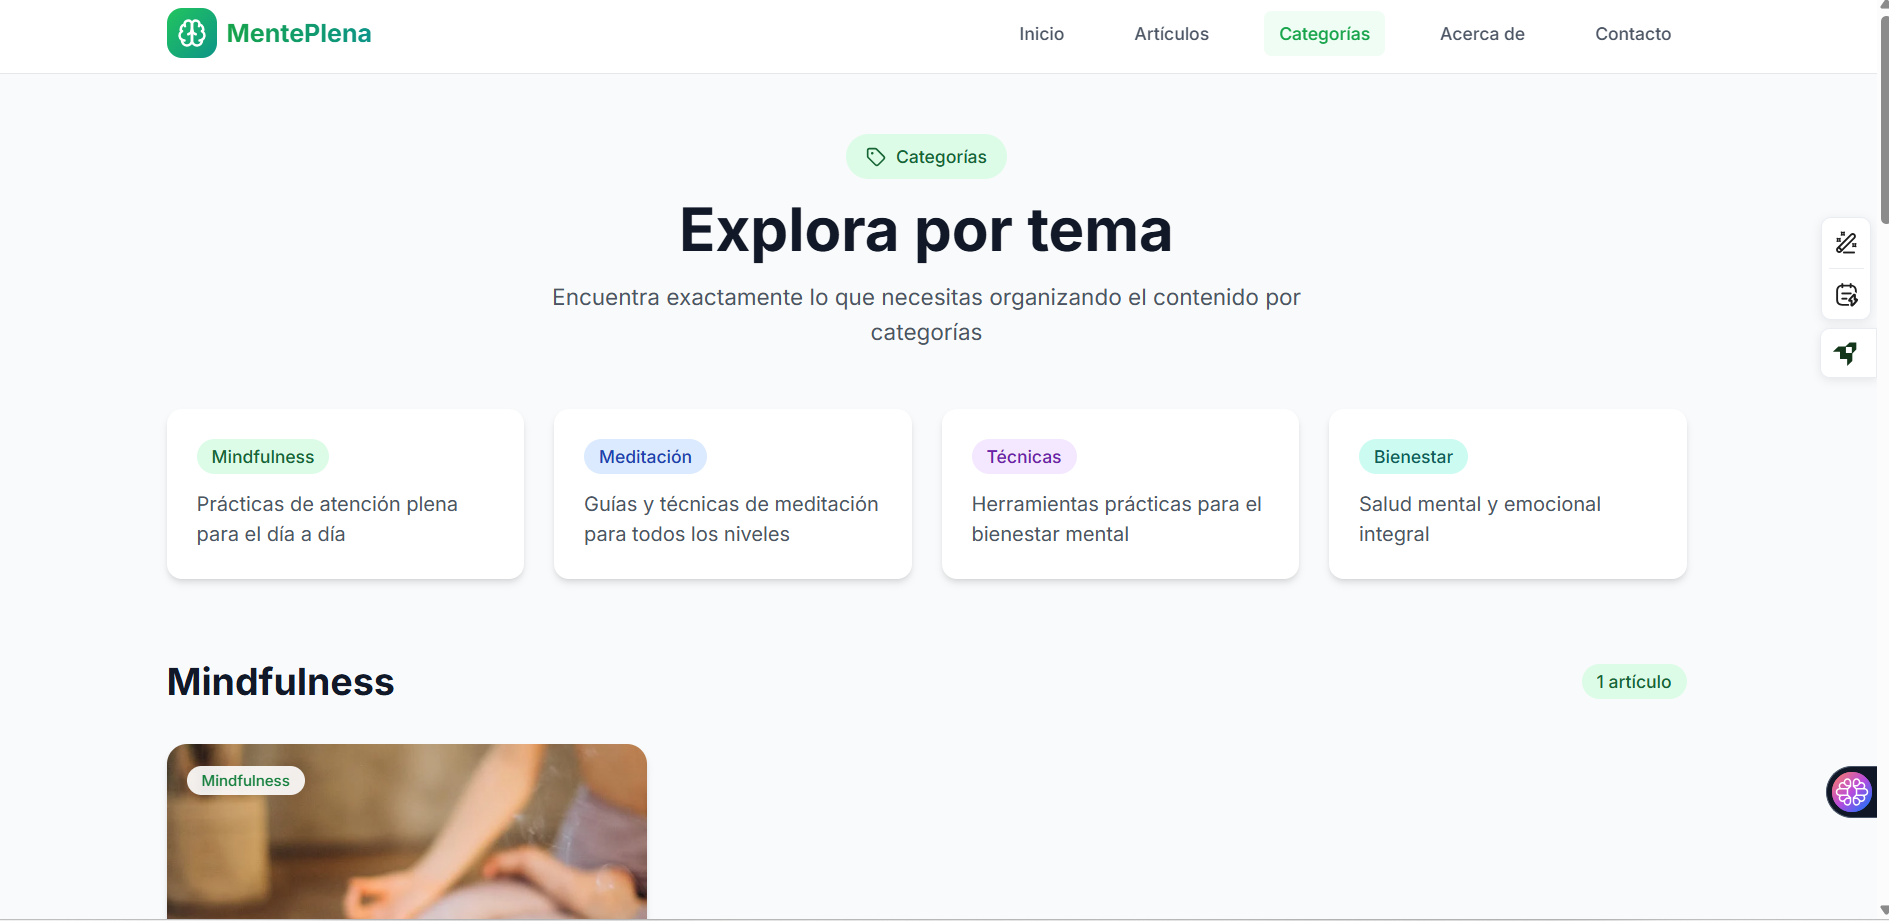 MentePlena
Inicio
Artículos
Categorías
Acerca de
Contacto
Categorías
Explora por tema
Encuentra exactamente lo que necesitas organizando el contenido por
categorías
Mindfulness
Prácticas de atención plena
para el día a día
Meditación
Guías y técnicas de meditación
para todos los niveles
Técnicas
Herramientas prácticas para el
bienestar mental
Bienestar
Salud mental y emocional
integral
Mindfulness
1 artículo
Mindfulness